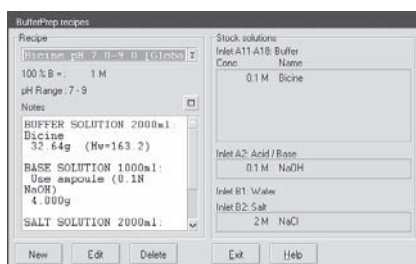 BufferPrep recipes
Recipe
Bicine pH 7.0-9.0 [Globa
100 % B = : 1 M
pH Range : 7 - 9
Notes
BUFFER SOLUTION 2000ml:
Bicine
32.64g (Mw=163.2)
BASE SOLUTION 1000ml:
Use ampoule (0.1N
NaOH)
4.000g
SALT SOLUTION 2000ml:
Stock solutions
Inlet A11-A18: Buffer
Conc Name
0.1 M Bicine
Inlet A2: Acid / Base
0.1 M NaOH
Inlet B1: Water
Inlet B2: Salt
2 M NaCl
New Edit Delete Exit Help